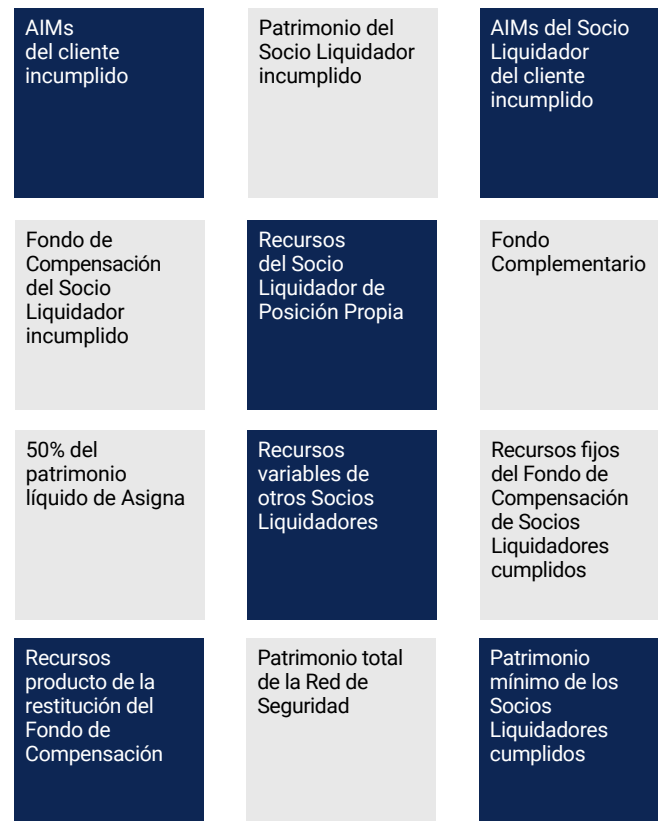 AIMs
del cliente
incumplido
Patrimonio del
Socio Liquidador
incumplido
AIMs del Socio
Liquidador
del cliente
incumplido
Fondo de
Compensación
del Socio
Liquidador
incumplido
Recursos
del Socio
Liquidador de
Posición Propia
Fondo
Complementario
50% del
patrimonio
líquido de Asigna
Recursos
variables de
otros Socios
Liquidadores
Recursos fijos
del Fondo de
Compensación
de Socios
Liquidadores
cumplidos
Recursos
producto de la
restitución del
Fondo de
Compensación
Patrimonio total
de la Red de
Seguridad
Patrimonio
mínimo de los
Socios
Liquidadores
cumplidos